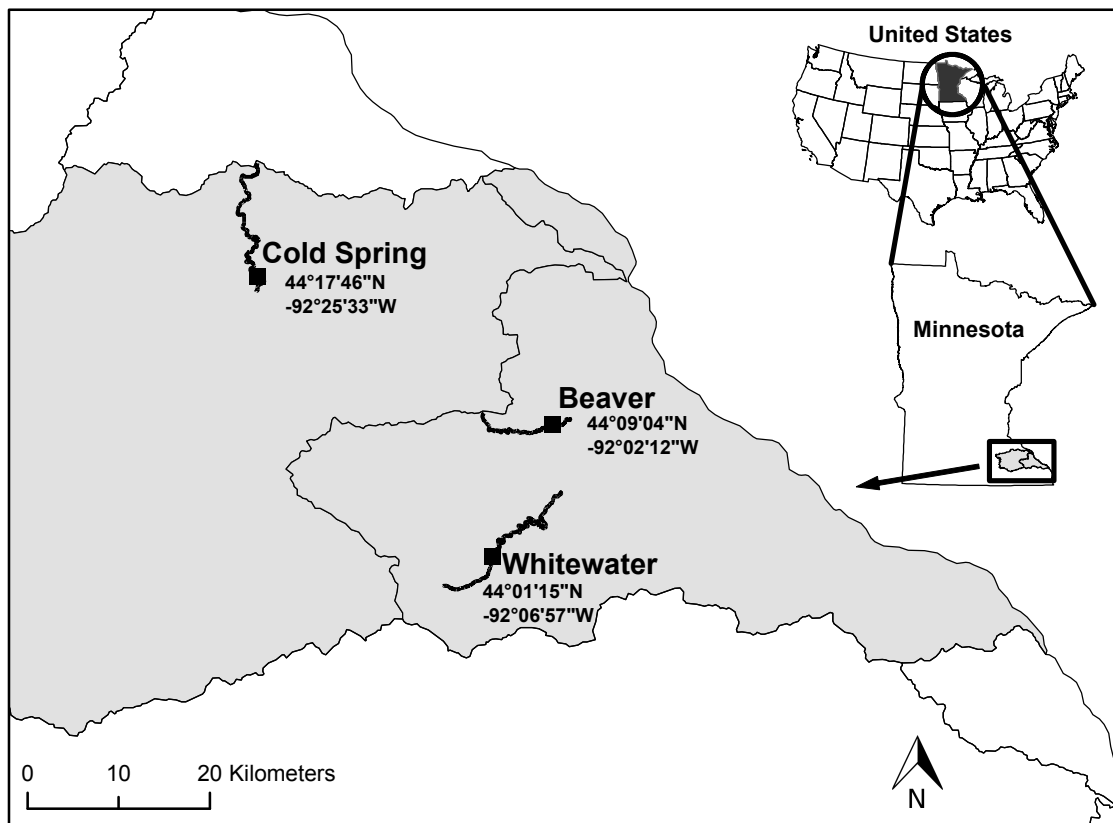 United States
Cold Spring
44°17'46"N
-92°25'33"W
Minnesota
Beaver
44°09'04"N
-92°02'12"W
Whitewater
44°01'15"N
-92°06'57"W
0 10 20 Kilometers
N